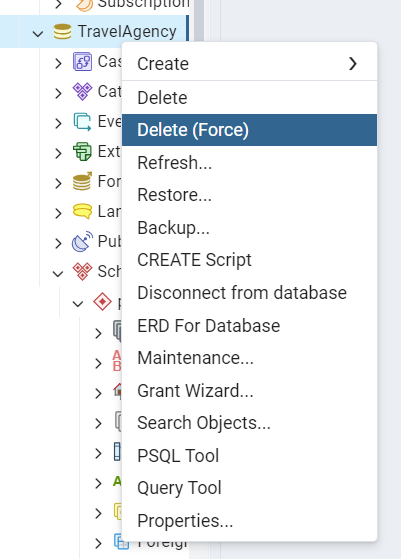 Subscription
TravelAgency
Cas
Create
Cat
Delete
Eve
Delete (Force)
Ext
Refresh...
For
Restore...
Lan
Backup...
Pub
CREATE Script
Sch
Disconnect from database
ERD For Database
Maintenance...
Grant Wizard...
Search Objects...
PSQL Tool
Query Tool
Properties...
Foreign